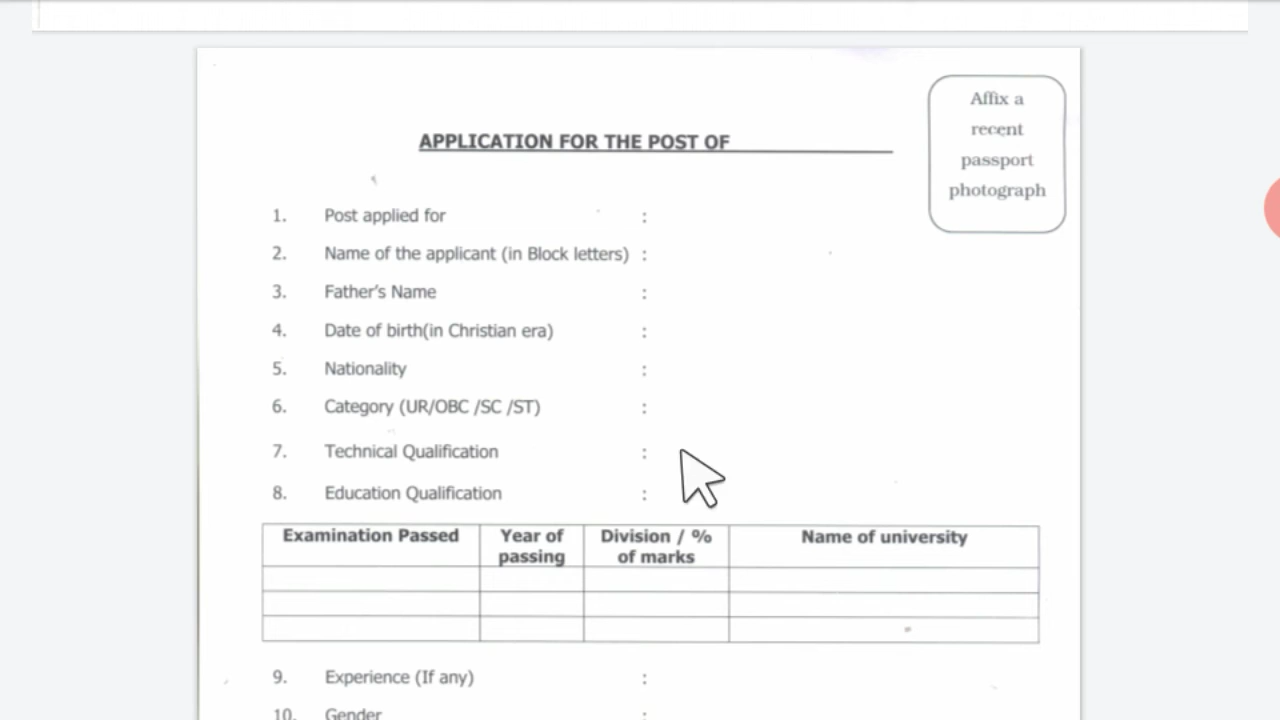 Affix a
recent
passport
photograph
APPLICATION FOR THE POST OF
1. Post applied for :
2. Name of the applicant (in Block letters) :
3. Father's Name :
4. Date of birth(in Christian era) :
5. Nationality :
6. Category (UR/OBC /SC /ST) :
7. Technical Qualification :
8. Education Qualification :
Examination Passed Year of passing Division / % of marks Name of university
9. Experience (If any) :
10. Gender :